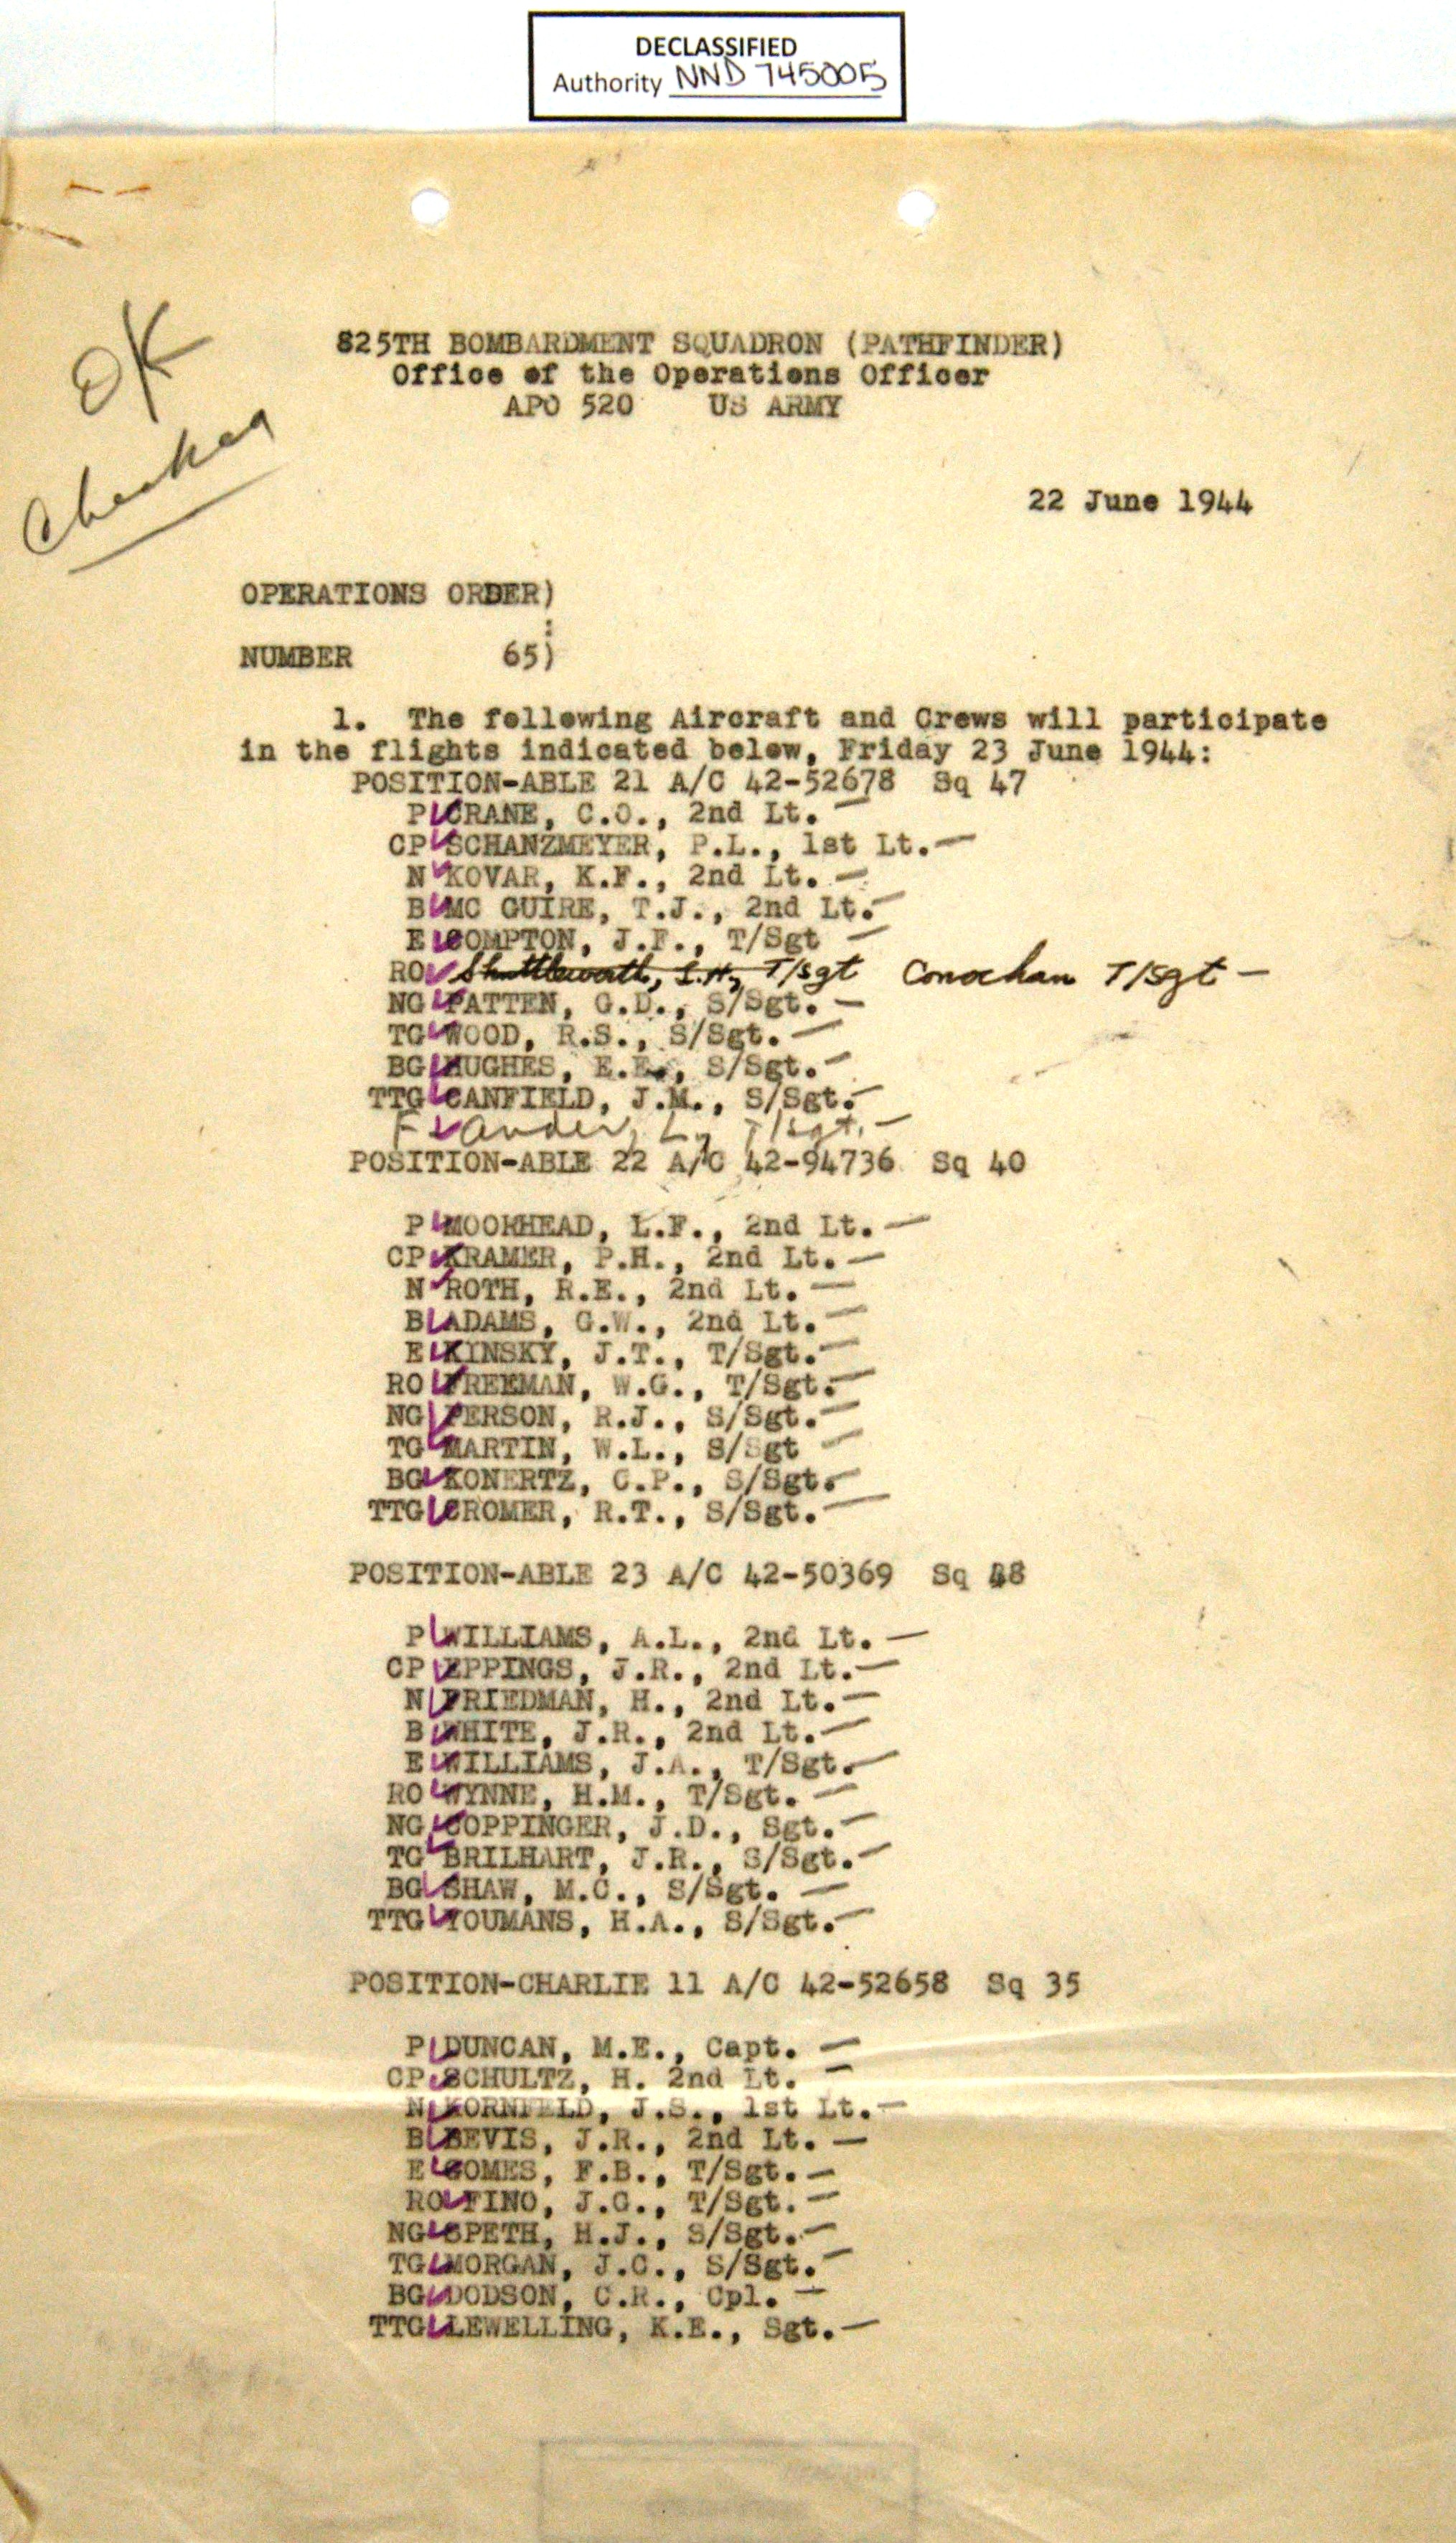 DECLASSIFIED
Authority NND 745005
OK
Checked
825TH BOMBARDMENT SQUADRON (PATHFINDER)
Office of the Operations Officer
APO 520 US ARMY
22 June 1944
OPERATIONS ORDER)
:
NUMBER 65)
1. The following Aircraft and Crews will participate
in the flights indicated below, Friday 23 June 1944:
POSITION-ABLE 21 A/C 42-52678 Sq 47
P CRANE, C.O., 2nd Lt. —
CP SCHANZMEYER, P.L., 1st Lt. —
N KOVAR, K.F., 2nd Lt. —
B MC GUIRE, T.J., 2nd Lt. —
E COMPTON, J.F., T/Sgt —
RO Shuttleworth, S.H., T/Sgt Conochan T/Sgt —
NG PATTEN, G.D., S/Sgt. —
TG WOOD, R.S., S/Sgt. —
BG HUGHES, E.E., S/Sgt. —
TTG CANFIELD, J.M., S/Sgt. —
F Ander, L, T/Sgt. —
POSITION-ABLE 22 A/C 42-94736 Sq 40
P MOORHEAD, L.F., 2nd Lt. —
CP KRAMER, P.H., 2nd Lt. —
N ROTH, R.E., 2nd Lt. —
B ADAMS, G.W., 2nd Lt. —
E KINSKY, J.T., T/Sgt. —
RO FREEMAN, W.G., T/Sgt. —
NG PERSON, R.J., S/Sgt. —
TG MARTIN, W.L., S/Sgt —
BG KONERTZ, C.P., S/Sgt. —
TTG CROMER, R.T., S/Sgt. —
POSITION-ABLE 23 A/C 42-50369 Sq 48
P WILLIAMS, A.L., 2nd Lt. —
CP EPPINGS, J.R., 2nd Lt. —
N FRIEDMAN, H., 2nd Lt. —
B WHITE, J.R., 2nd Lt. —
E WILLIAMS, J.A., T/Sgt. —
RO WYNNE, H.M., T/Sgt. —
NG COPPINGER, J.D., Sgt. —
TG BRILHART, J.R., S/Sgt. —
BG SHAW, M.C., S/Sgt. —
TTG YOUMANS, H.A., S/Sgt. —
POSITION-CHARLIE 11 A/C 42-52658 Sq 35
P DUNCAN, M.E., Capt. —
CP SCHULTZ, H. 2nd Lt. —
N KORNFELD, J.S., 1st Lt. —
B BEVIS, J.R., 2nd Lt. —
E GOMES, F.B., T/Sgt. —
RO FINO, J.C., T/Sgt. —
NG SPETH, H.J., S/Sgt. —
TG MORGAN, J.C., S/Sgt. —
BG DODSON, C.R., Cpl. —
TTG LEWELLING, K.E., Sgt. —